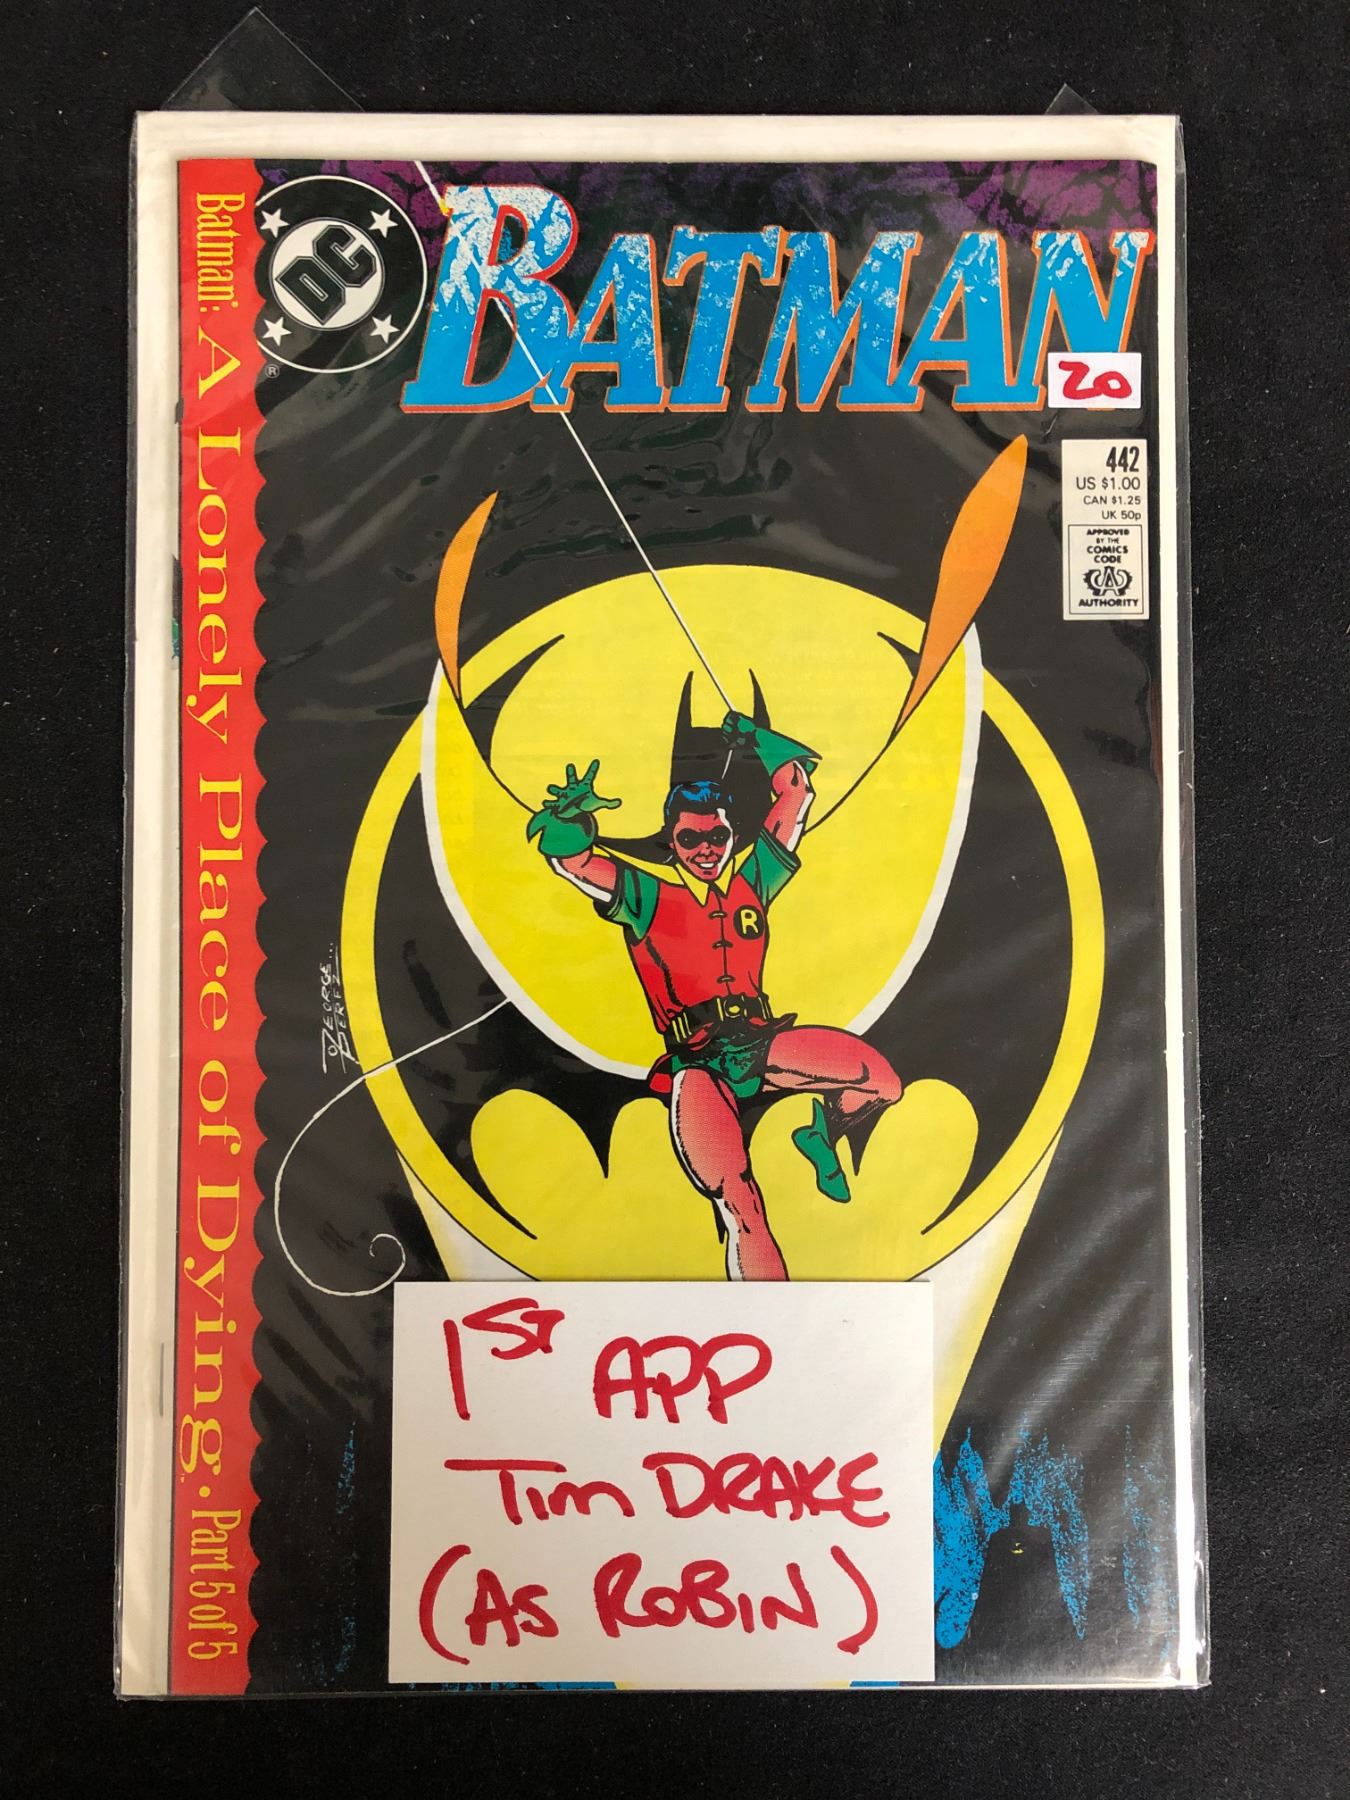 DC
®
BATMAN
20
442
US $1.00
CAN $1.25
UK 50p
APPROVED
BY THE
COMICS
CODE
CA
AUTHORITY
Batman: A Lonely Place of Dying. Part 5 of 5
R
GEORGE
PEREZ
1ST APP
Tim DRAKE
(AS ROBIN)